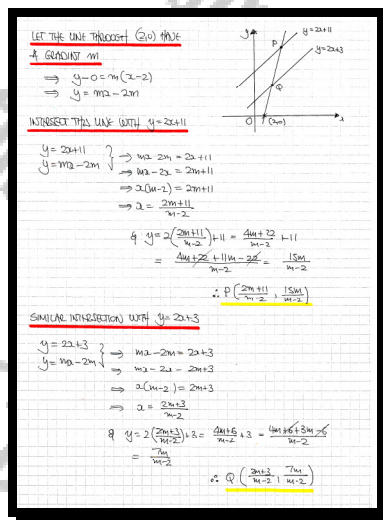 LET THE LINE THROUGH (2,0) HAVE
A GRADIENT m
⇒ y-0 = m(x-2)
⇒ y = mx - 2m
y
y=2x+11
P
y=2x+3
Q
O
(2,0)
x
INTERSECT THIS LINE WITH y=2x+11
y = 2x+11
y = mx-2m
} ⇒ mx-2m = 2x+11
⇒ mx-2x = 2m+11
⇒ x(m-2) = 2m+11
⇒ x = (2m+11)/(m-2)
& y = 2((2m+11)/(m-2)) + 11 = (4m+22)/(m-2) + 11
= (4m+22+11m-22)/(m-2) = 15m/(m-2)
∴ P((2m+11)/(m-2), 15m/(m-2))
SIMILAR INTERSECTION WITH y=2x+3
y = 2x+3
y = mx-2m
} ⇒ mx-2m = 2x+3
⇒ mx-2x = 2m+3
⇒ x(m-2) = 2m+3
⇒ x = (2m+3)/(m-2)
& y = 2((2m+3)/(m-2)) + 3 = (4m+6)/(m-2) + 3 = (4m+6+3m-6)/(m-2)
= 7m/(m-2)
∴ Q((2m+3)/(m-2), 7m/(m-2))